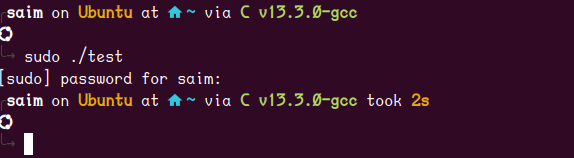 saim on Ubuntu at ~ via C v13.3.0-gcc
sudo ./test
[sudo] password for saim:
saim on Ubuntu at ~ via C v13.3.0-gcc took 2s